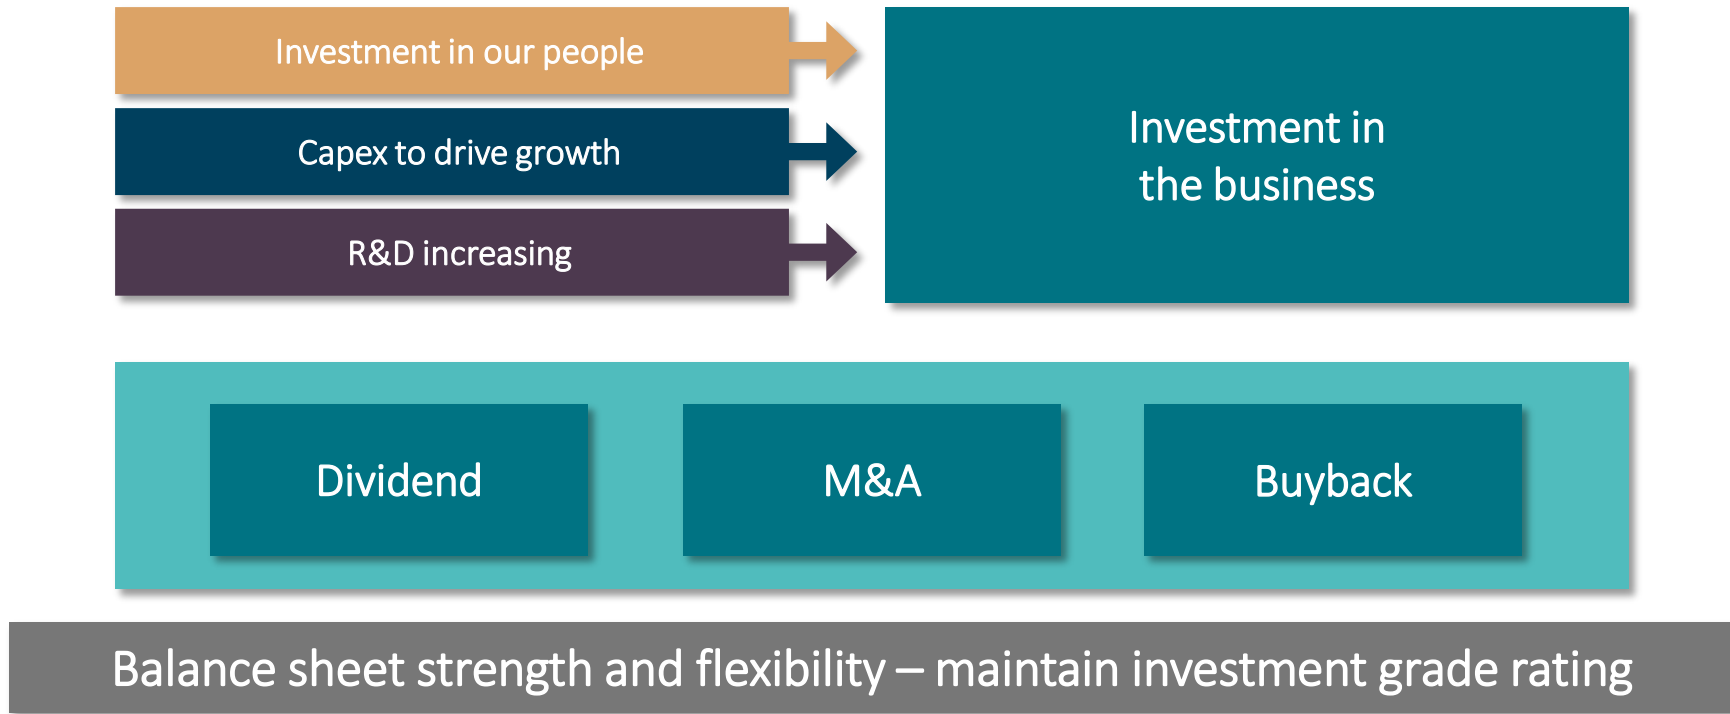 Investment in our people
Capex to drive growth
R&D increasing
Investment in
the business
Dividend
M&A
Buyback
Balance sheet strength and flexibility – maintain investment grade rating